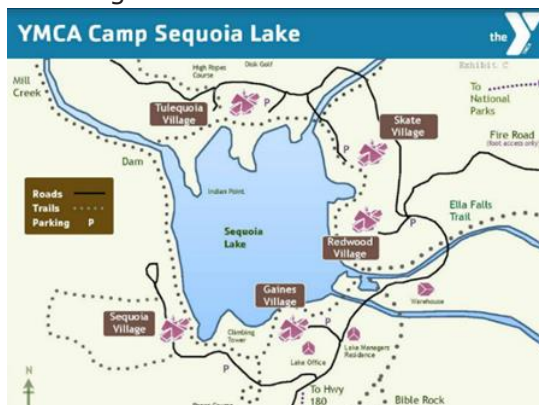 YMCA Camp Sequoia Lake
the
Exhibit C
High Ropes
Course
Disk Golf
Mill
Creek
To
National
Parks
Tulequoia
Village
P
Skate
Village
P
Fire Road
(foot access only)
Dam
Indian Point
Roads
Trails
Parking P
Sequoia
Lake
Ella Falls
Trail
Redwood
Village
P
Gaines
Village
Warehouse
Sequoia
Village
Climbing
Tower
P
Lake Office
Lake Managers
Residence
P
N
To Hwy
180
Bible Rock